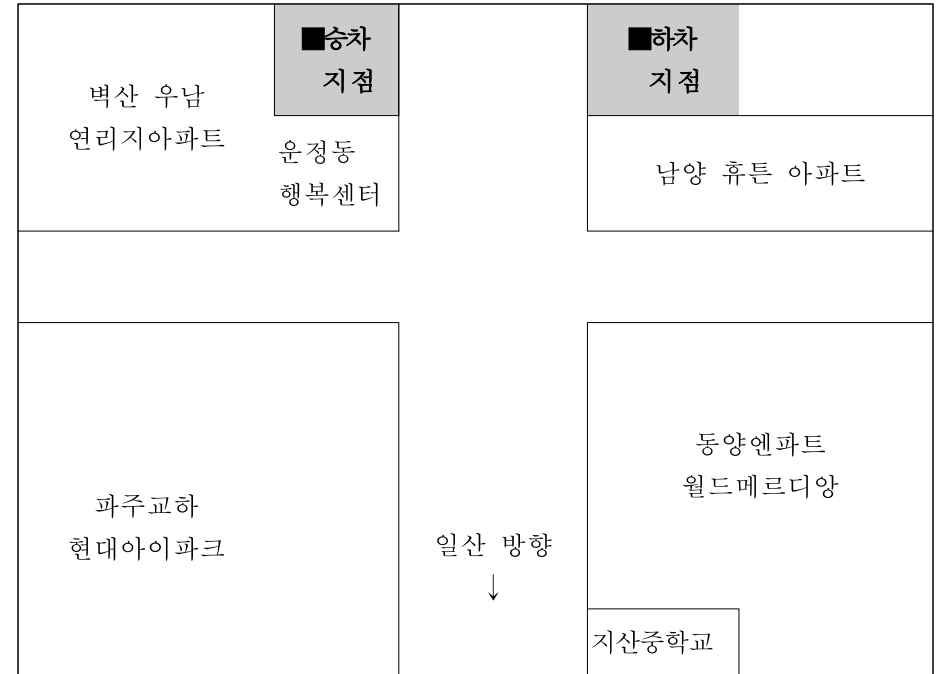 ■승차
지점
■하차
지점
벽산 우남
연리지아파트
운정동
행복센터
남양 휴튼 아파트
동양엔파트
월드메르디앙
파주교하
현대아이파크
일산 방향
↓
지산중학교